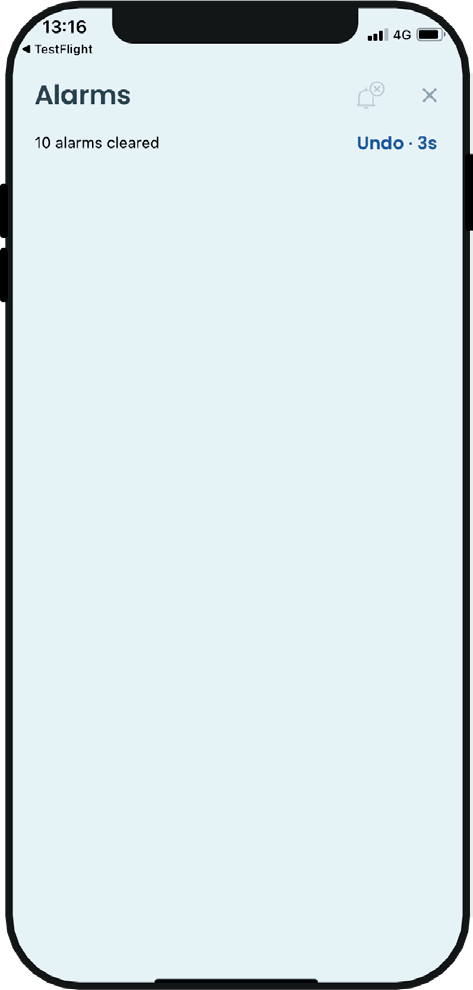 13:16
4G
◀ TestFlight
Alarms
10 alarms cleared
Undo · 3s